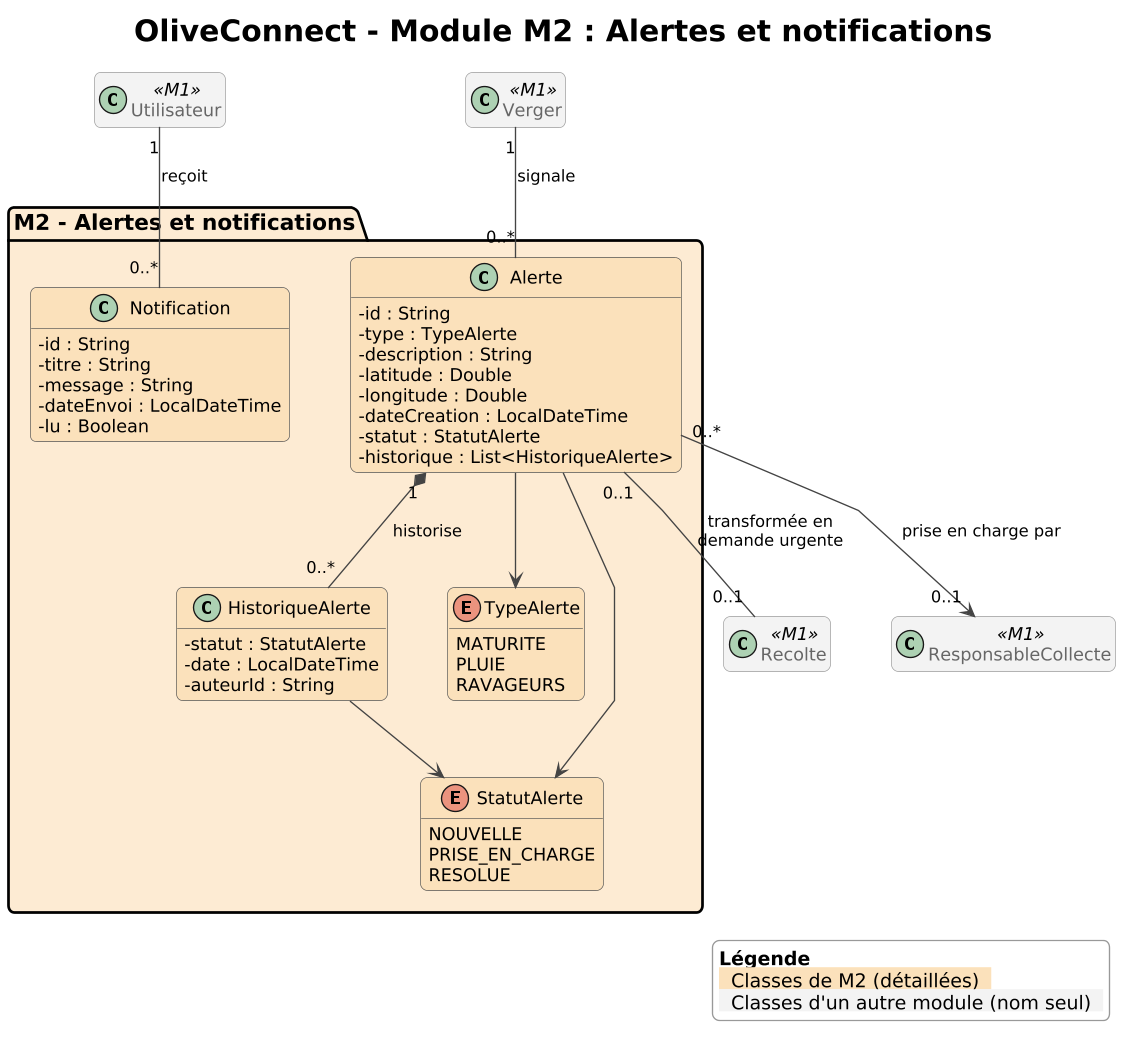 OliveConnect - Module M2 : Alertes et notifications
C «M1»
Utilisateur
C «M1»
Verger
1
reçoit
1
signale
M2 - Alertes et notifications
0..*
0..*
C Notification
-id : String
-titre : String
-message : String
-dateEnvoi : LocalDateTime
-lu : Boolean
C Alerte
-id : String
-type : TypeAlerte
-description : String
-latitude : Double
-longitude : Double
-dateCreation : LocalDateTime
-statut : StatutAlerte
-historique : List<HistoriqueAlerte>
0..*
1
0..1
historise
transformée en
demande urgente
prise en charge par
0..*
0..1
0..1
C HistoriqueAlerte
-statut : StatutAlerte
-date : LocalDateTime
-auteurId : String
E TypeAlerte
MATURITE
PLUIE
RAVAGEURS
C «M1»
Recolte
C «M1»
ResponsableCollecte
E StatutAlerte
NOUVELLE
PRISE_EN_CHARGE
RESOLUE
Légende
Classes de M2 (détaillées)
Classes d'un autre module (nom seul)